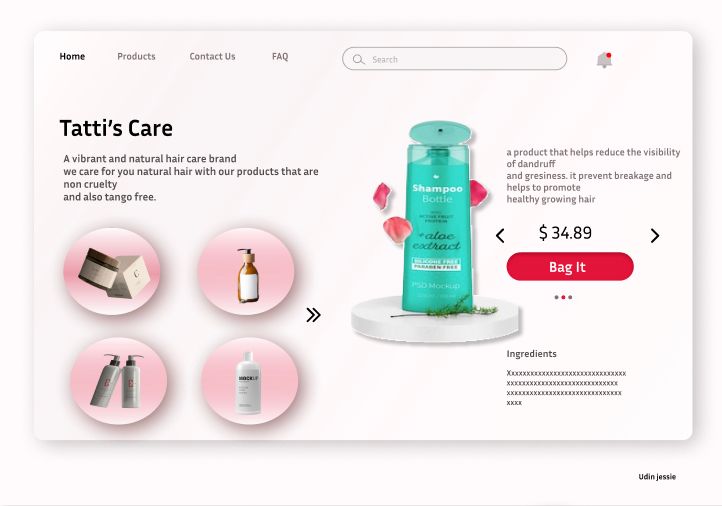 Home Products Contact Us FAQ Search
Tatti's Care
A vibrant and natural hair care brand
we care for you natural hair with our products that are
non cruelty
and also tango free.
Shampoo
Bottle
ACTIVE FRUIT
PROTEIN
+aloe
extract
SILICONE FREE
PARABEN FREE
PSD Mockup
a product that helps reduce the visibility
of dandruff
and gresiness. it prevent breakage and
helps to promote
healthy growing hair
$ 34.89
Bag It
MOCKUP
Ingredients
Xxxxxxxxxxxxxxxxxxxxxxxxxxxxx
xxxxxxxxxxxxxxxxxxxxxxxxxxx
xxxxxxxxxxxxxxxxxxxxxxxxxxxx
xxxx
Udin jessie